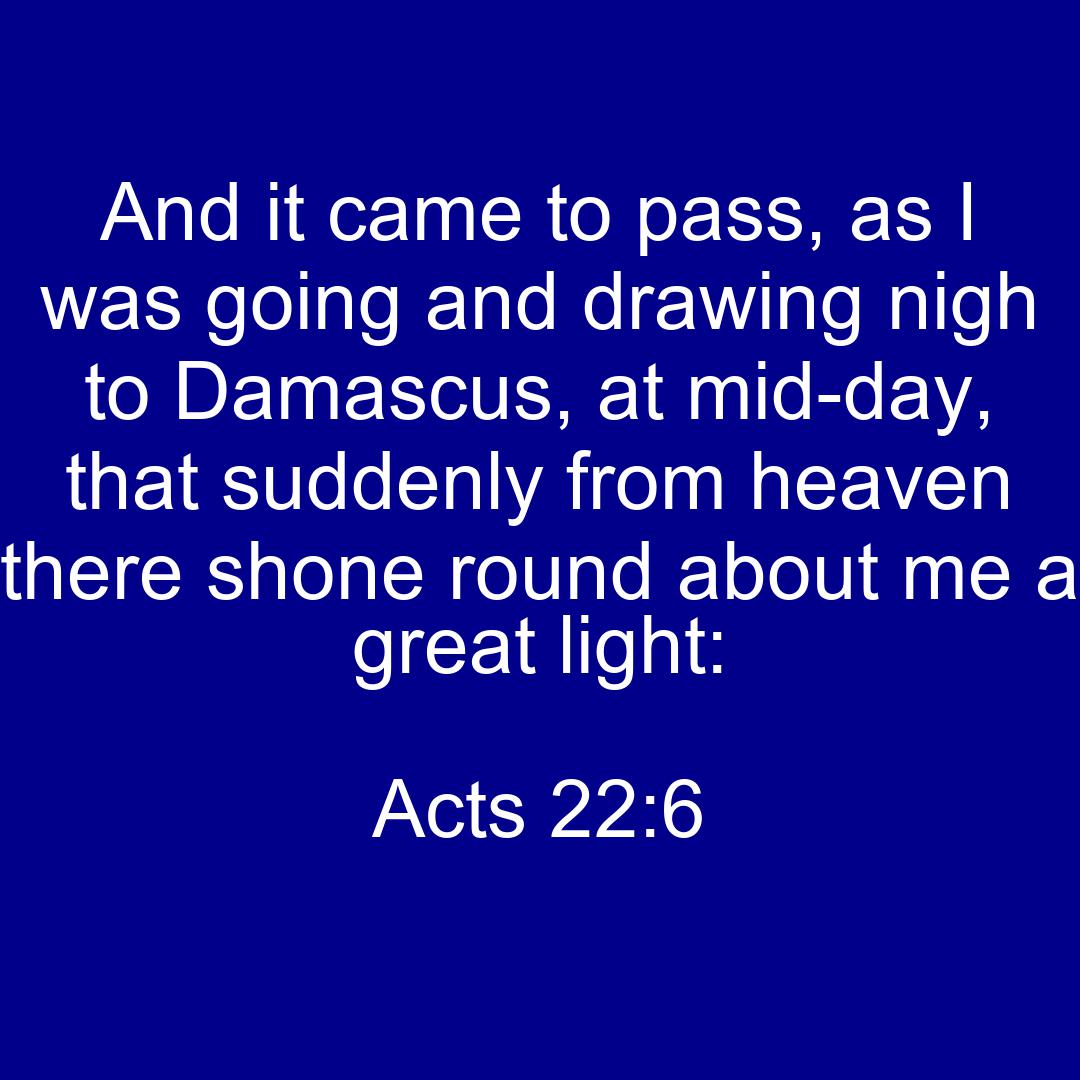 And it came to pass, as I
was going and drawing nigh
to Damascus, at mid-day,
that suddenly from heaven
there shone round about me a
great light:
Acts 22:6